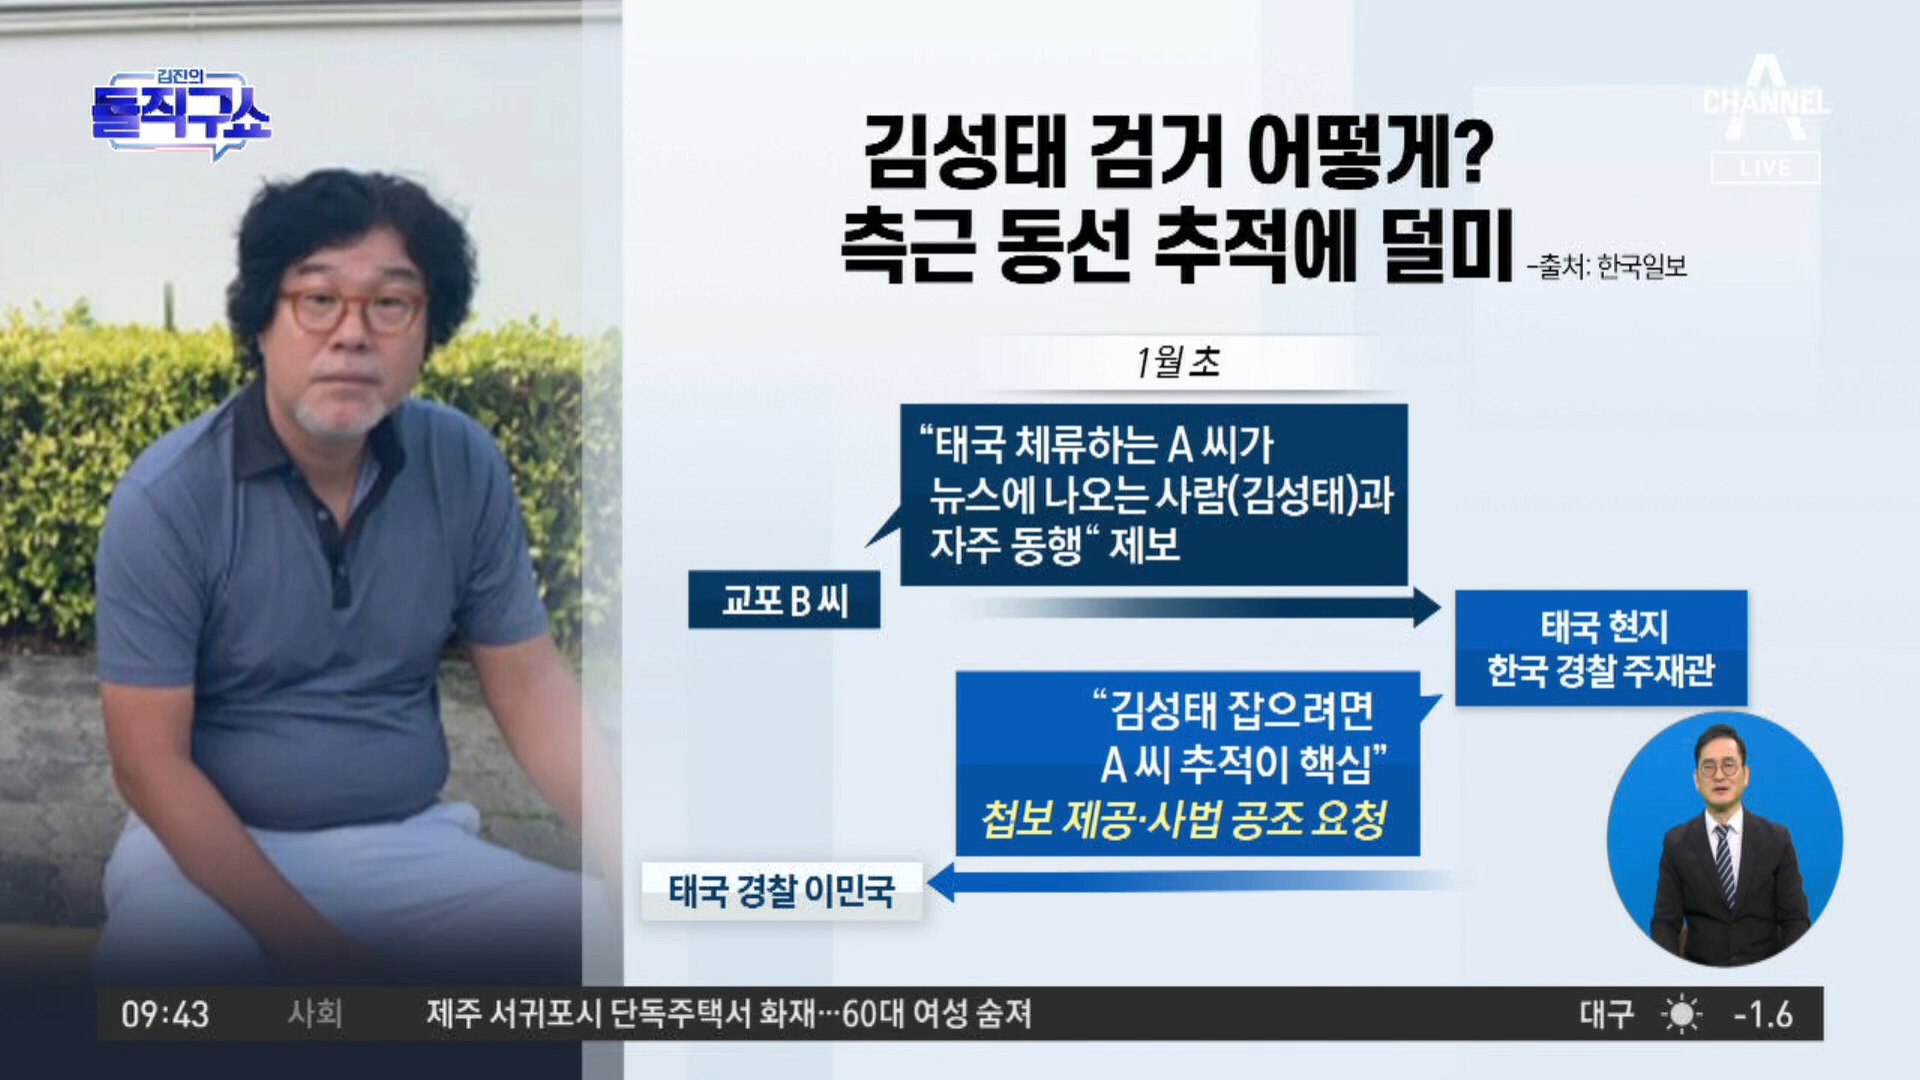 김진의
돌직구쇼
CHANNEL A
LIVE
김성태 검거 어떻게?
측근 동선 추적에 덜미 -출처: 한국일보
1월 초
“태국 체류하는 A 씨가
뉴스에 나오는 사람(김성태)과
자주 동행“ 제보
교포 B 씨
태국 현지
한국 경찰 주재관
“김성태 잡으려면
A 씨 추적이 핵심”
첩보 제공·사법 공조 요청
태국 경찰 이민국
09:43 사회 제주 서귀포시 단독주택서 화재…60대 여성 숨져 대구 -1.6